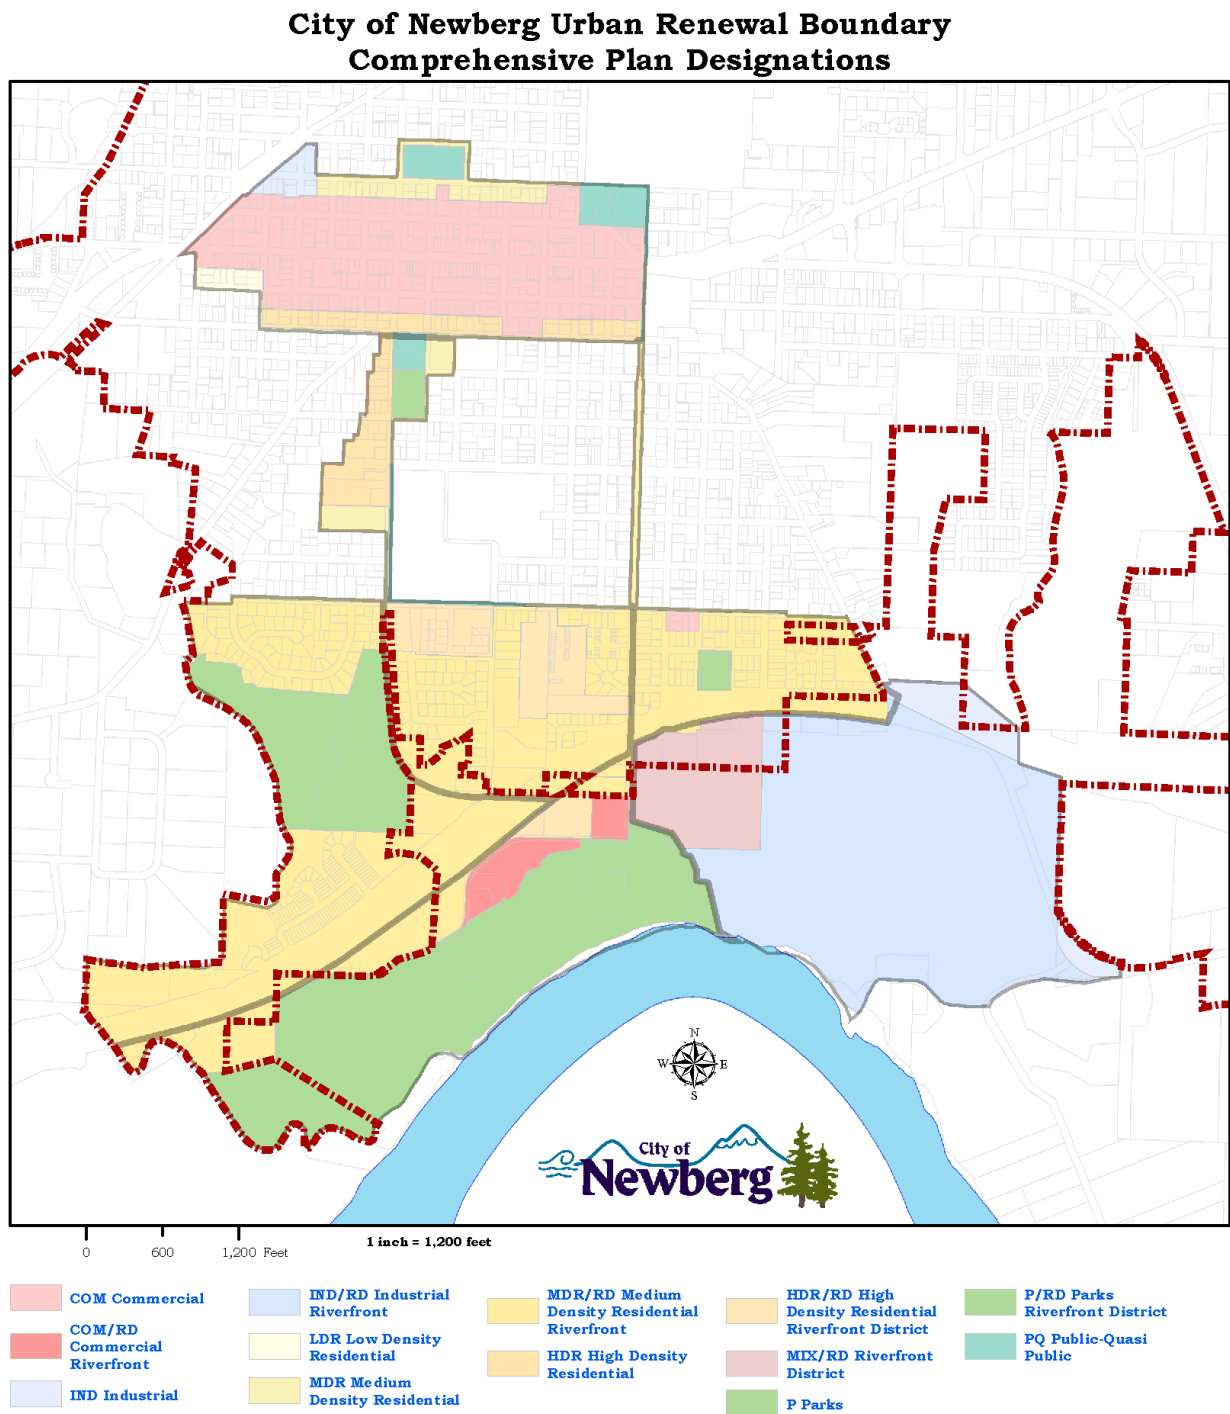 City of Newberg Urban Renewal Boundary
Comprehensive Plan Designations
N
W
E
S
City of
Newberg
0
600
1,200 Feet
1 inch = 1,200 feet
COM Commercial
COM/RD
Commercial
Riverfront
IND Industrial
IND/RD Industrial
Riverfront
LDR Low Density
Residential
MDR Medium
Density Residential
MDR/RD Medium
Density Residential
Riverfront
HDR High Density
Residential
HDR/RD High
Density Residential
Riverfront District
MIX/RD Riverfront
District
P Parks
P/RD Parks
Riverfront District
PQ Public-Quasi
Public